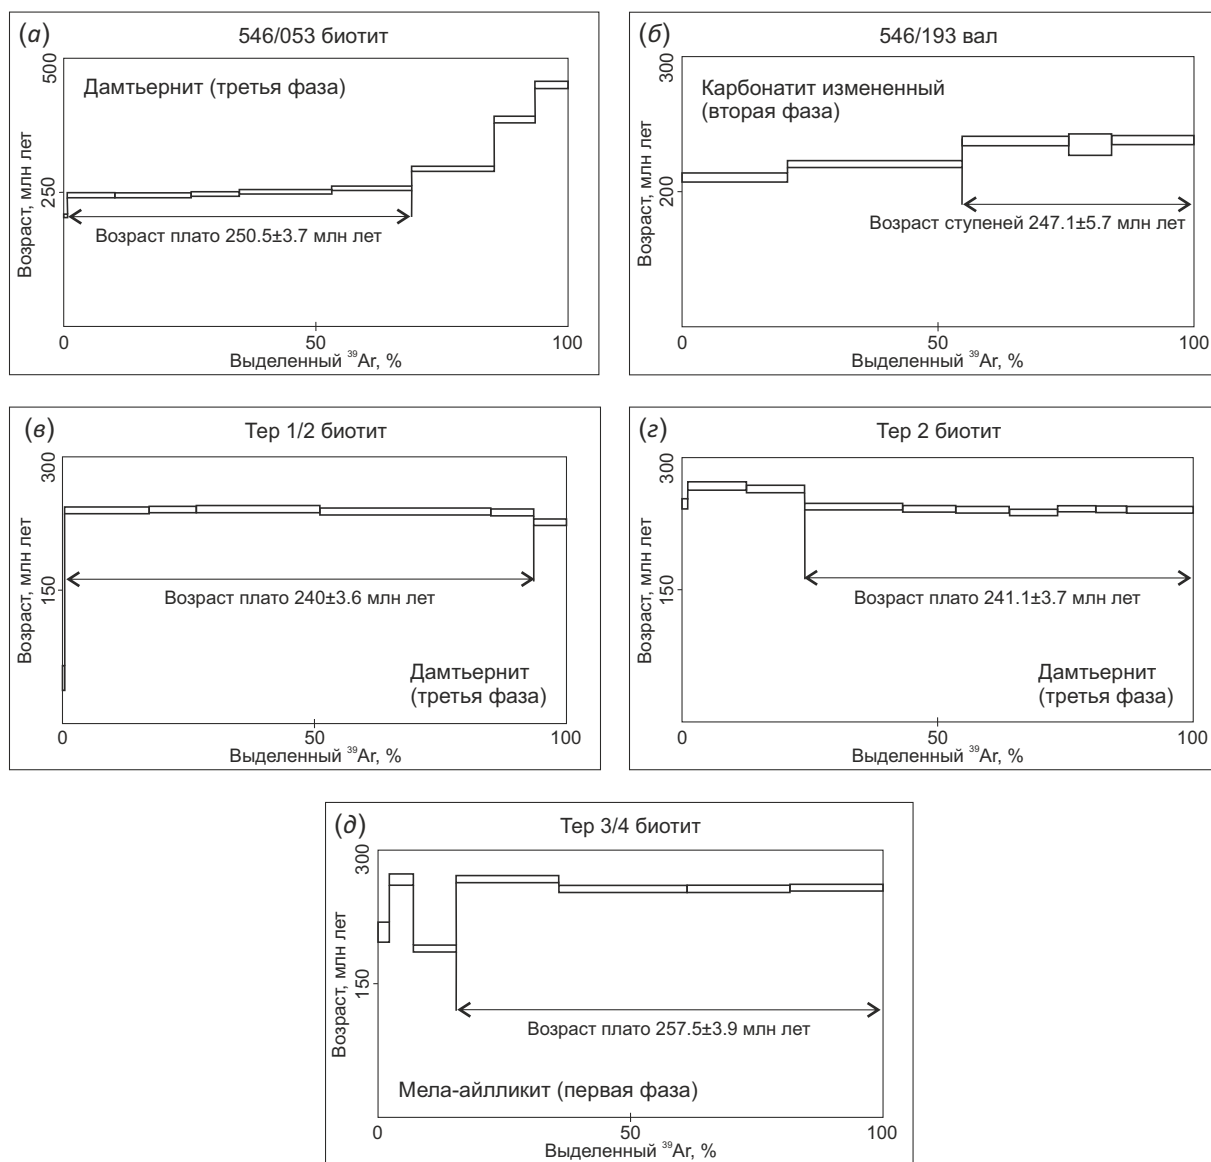 (а)
546/053 биотит
500
250
Возраст, млн лет
Дамтьернит (третья фаза)
Возраст плато 250.5±3.7 млн лет
0
50
100
Выделенный ³⁹Ar, %
(б)
546/193 вал
300
200
Возраст, млн лет
Карбонатит измененный
(вторая фаза)
Возраст ступеней 247.1±5.7 млн лет
0
50
100
Выделенный ³⁹Ar, %
(в)
Тер 1/2 биотит
300
150
Возраст, млн лет
Возраст плато 240±3.6 млн лет
Дамтьернит
(третья фаза)
0
50
100
Выделенный ³⁹Ar, %
(г)
Тер 2 биотит
300
150
Возраст, млн лет
Возраст плато 241.1±3.7 млн лет
Дамтьернит
(третья фаза)
0
50
100
Выделенный ³⁹Ar, %
(д)
Тер 3/4 биотит
300
150
Возраст, млн лет
Возраст плато 257.5±3.9 млн лет
Мела-айлликит (первая фаза)
0
50
100
Выделенный ³⁹Ar, %